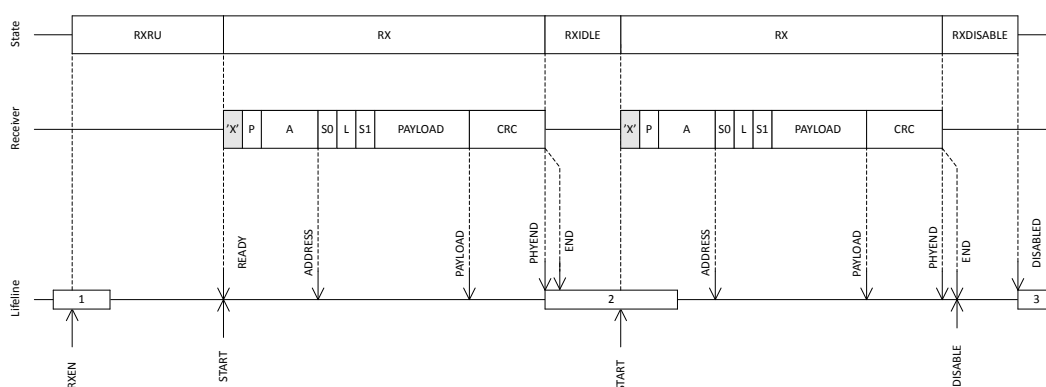 State
RXRU
RX
RXIDLE
RX
RXDISABLE
Receiver
'X'
P
A
S0
L
S1
PAYLOAD
CRC
'X'
P
A
S0
L
S1
PAYLOAD
CRC
READY
ADDRESS
PAYLOAD
PHYEND
END
ADDRESS
PAYLOAD
PHYEND
END
DISABLED
Lifeline
1
2
3
RXEN
START
START
DISABLE